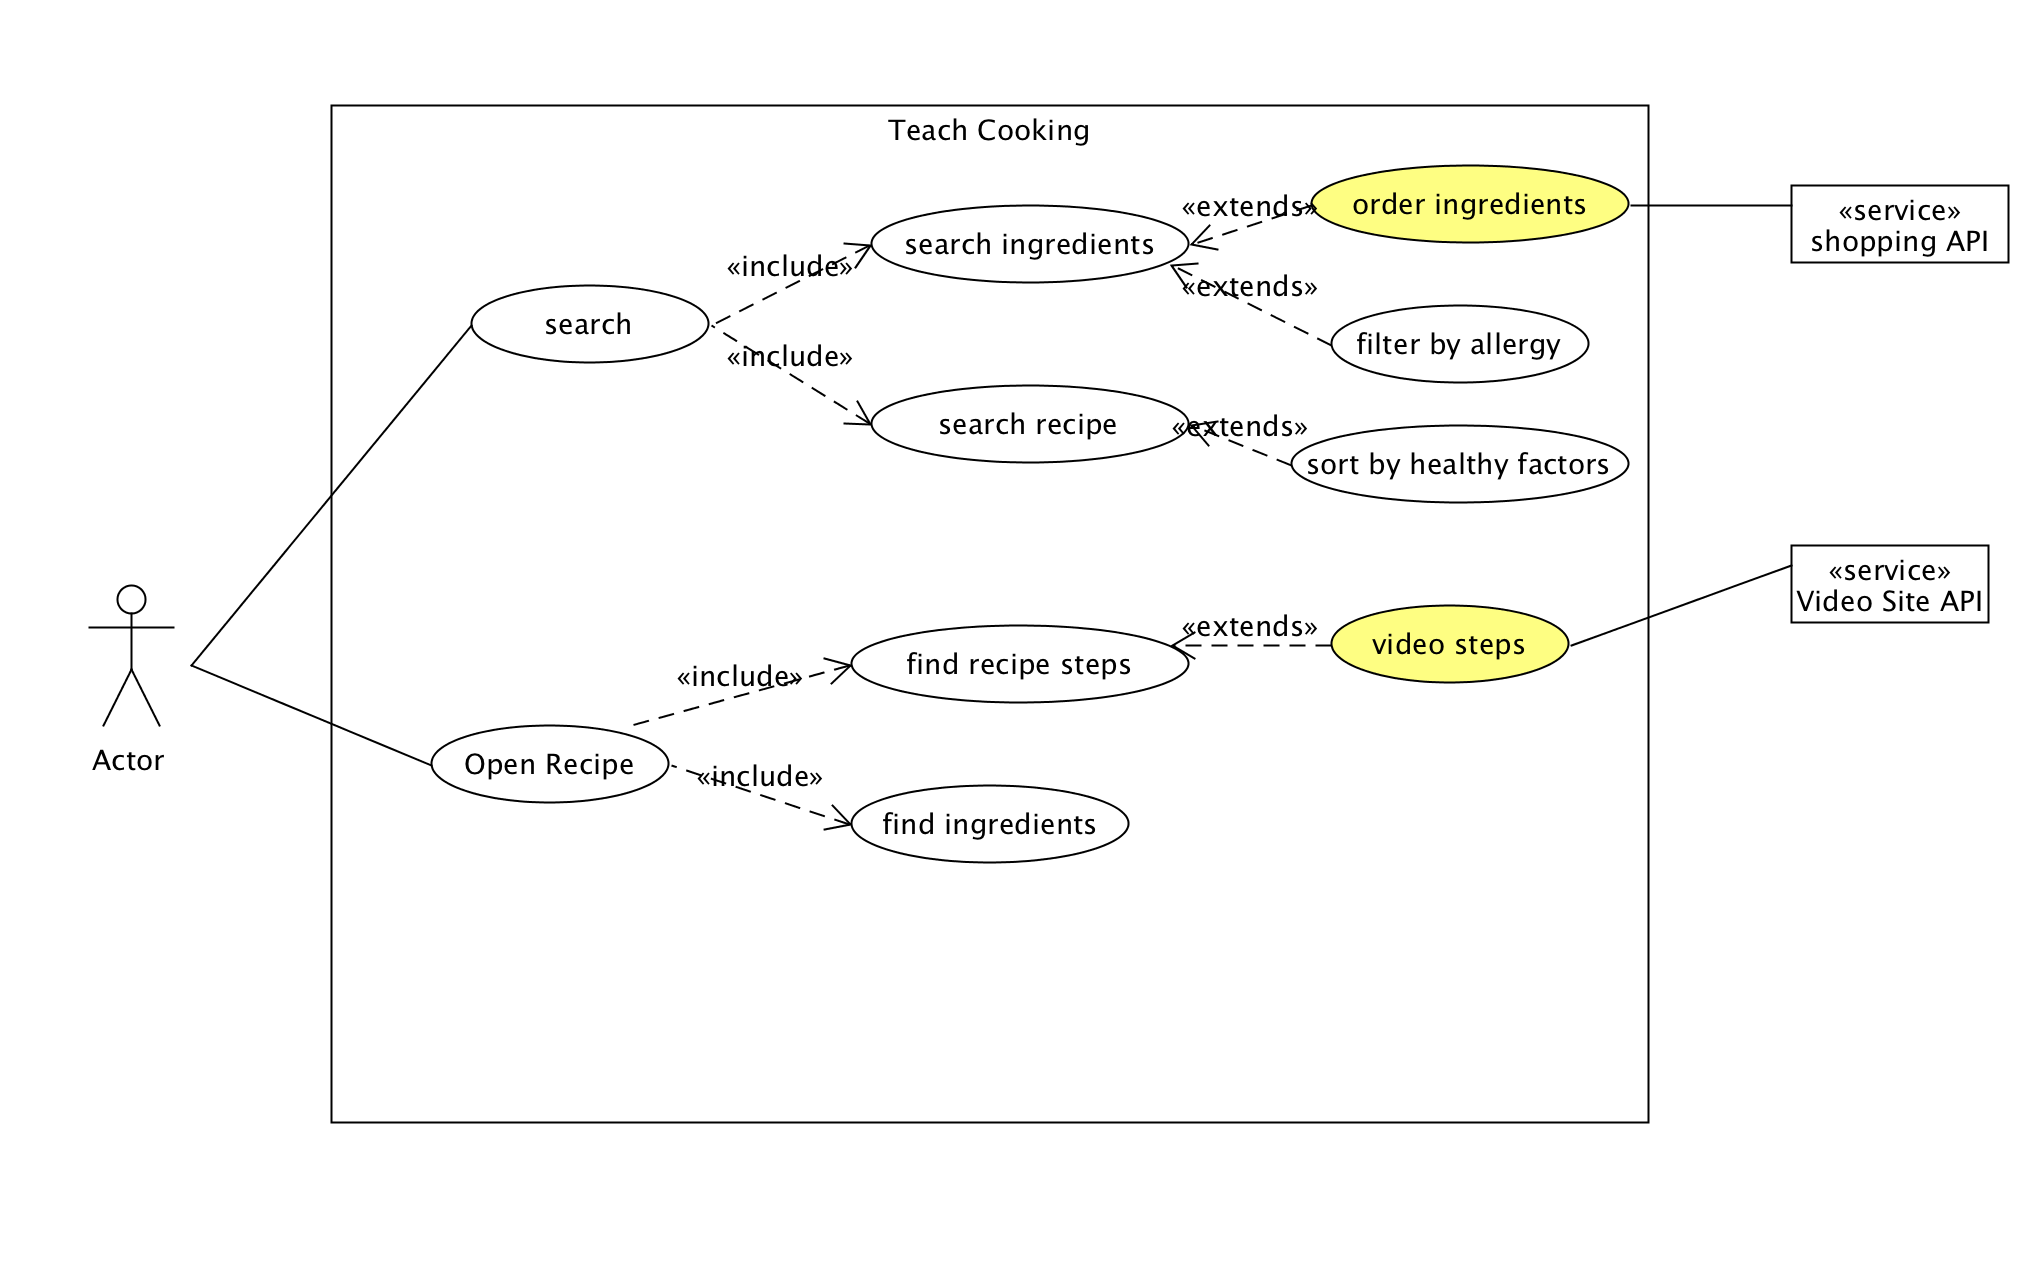 Teach Cooking
«extends»
order ingredients
«service»
shopping API
search ingredients
«include»
«extends»
search
filter by allergy
«include»
search recipe
«extends»
sort by healthy factors
«service»
Video Site API
«extends»
video steps
find recipe steps
«include»
Actor
Open Recipe
«include»
find ingredients